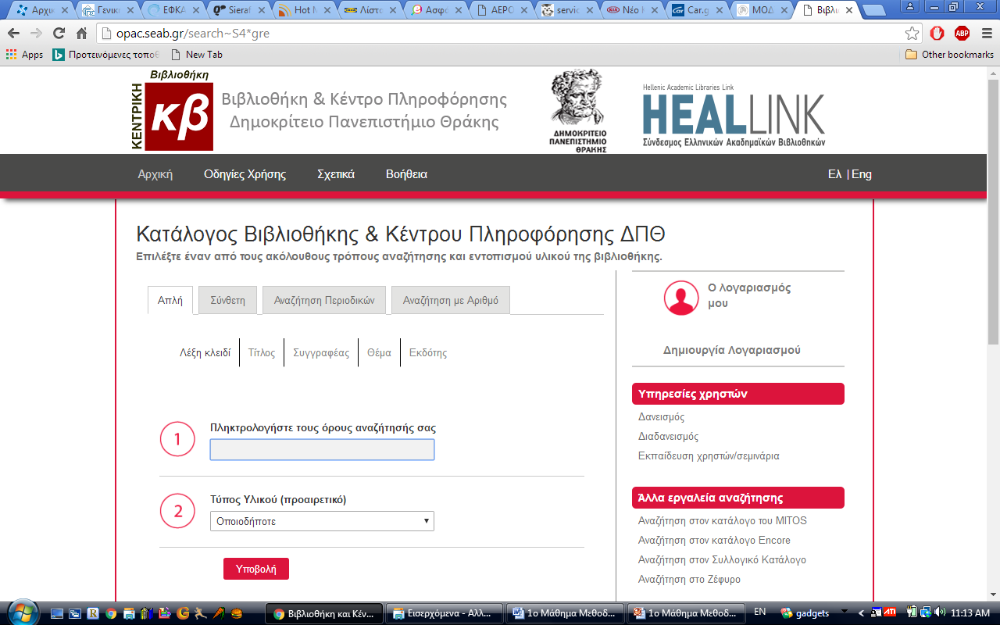 Αρχικ
Γενικι
ΕΦΚΑ
Sieraf
Hot N
Λίστα
Ασφά
ΑΕΡΟ
servic
Νέο Κ
Car.g
ΜΟΔ
Βιβλι
opac.seab.gr/search~S4*gre
ABP
Apps
Προτεινόμενες τοποθ
New Tab
Other bookmarks
Βιβλιοθήκη
ΚΕΝΤΡΙΚΗ
κβ
Βιβλιοθήκη & Κέντρο Πληροφόρησης
Δημοκρίτειο Πανεπιστήμιο Θράκης
ΔΗΜΟΚΡΙΤΕΙΟ
ΠΑΝΕΠΙΣΤΗΜΙΟ
ΘΡΑΚΗΣ
Hellenic Academic Libraries Link
HEALLINK
Σύνδεσμος Ελληνικών Ακαδημαϊκών Βιβλιοθηκών
Αρχική Οδηγίες Χρήσης Σχετικά Βοήθεια Ελ | Eng
Κατάλογος Βιβλιοθήκης & Κέντρου Πληροφόρησης ΔΠΘ
Επιλέξτε έναν από τους ακόλουθους τρόπους αναζήτησης και εντοπισμού υλικού της βιβλιοθήκης.
Απλή Σύνθετη Αναζήτηση Περιοδικών Αναζήτηση με Αριθμό
Λέξη κλειδί Τίτλος Συγγραφέας Θέμα Εκδότης
1 Πληκτρολογήστε τους όρους αναζήτησής σας
2 Τύπος Υλικού (προαιρετικό)
Οποιοδήποτε
Υποβολή
Ο λογαριασμός
μου
Δημιουργία Λογαριασμού
Υπηρεσίες χρηστών
Δανεισμός
Διαδανεισμός
Εκπαίδευση χρηστών/σεμινάρια
Άλλα εργαλεία αναζήτησης
Αναζήτηση στον κατάλογο του MITOS
Αναζήτηση στον κατάλογο Encore
Αναζήτηση στον Συλλογικό Κατάλογο
Αναζήτηση στο Ζέφυρο
Βιβλιοθήκη και Κέν...
Εισερχόμενα - Αλλ...
1ο Μάθημα Μεθοδ...
1ο Μάθημα Μεθοδ...
EN
gadgets
ATI
11:13 AM